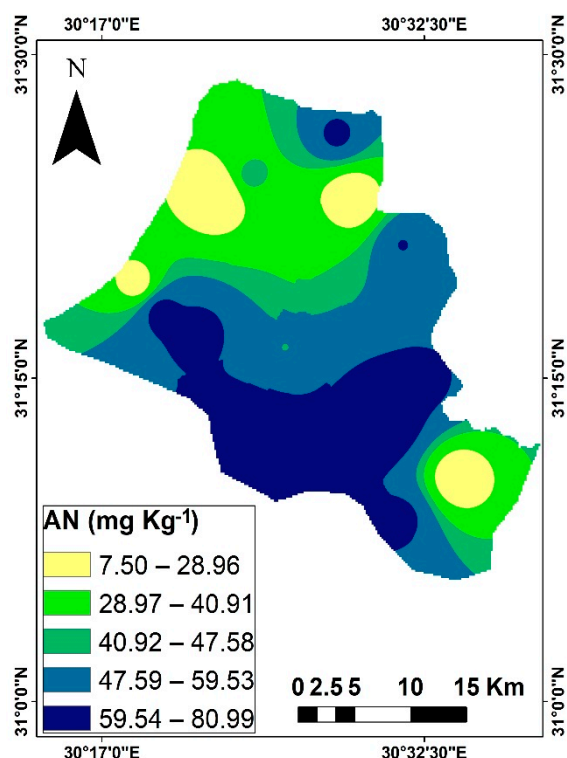 30°17'0"E 30°32'30"E
31°30'0"N 31°30'0"N
N
31°15'0"N 31°15'0"N
AN (mg Kg-1)
7.50 – 28.96
28.97 – 40.91
40.92 – 47.58
47.59 – 59.53
59.54 – 80.99
0 2.5 5 10 15 Km
31°0'0"N 31°0'0"N
30°17'0"E 30°32'30"E